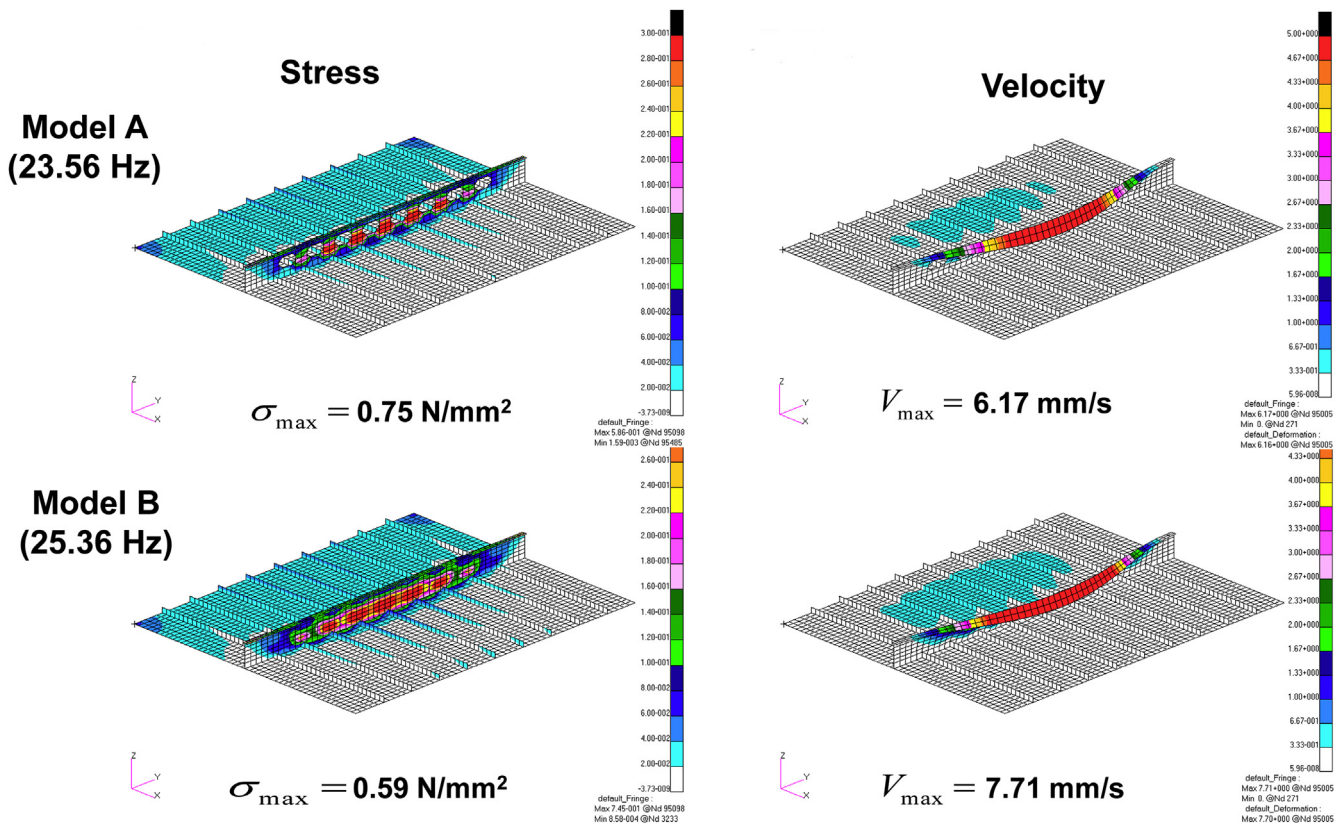 Stress
Velocity
Model A
(23.56 Hz)
3.00-001
2.80-001
2.60-001
2.40-001
2.20-001
2.00-001
1.80-001
1.60-001
1.40-001
1.20-001
1.00-001
8.00-002
6.00-002
4.00-002
2.00-002
-3.73-009
default_Fringe :
Max 5.86-001 @Nd 95098
Min 1.59-003 @Nd 95485
5.00+000
4.67+000
4.33+000
4.00+000
3.67+000
3.33+000
3.00+000
2.67+000
2.33+000
2.00+000
1.67+000
1.33+000
1.00+000
6.67-001
3.33-001
5.96-008
default_Fringe :
Max 6.17+000 @Nd 95005
Min 0. @Nd 271
default_Deformation :
Max 6.16+000 @Nd 95005
Z
Y
X
σmax = 0.75 N/mm²
Z
Y
X
Vmax = 6.17 mm/s
Model B
(25.36 Hz)
2.60-001
2.40-001
2.20-001
2.00-001
1.80-001
1.60-001
1.40-001
1.20-001
1.00-001
8.00-002
6.00-002
4.00-002
2.00-002
-3.73-009
default_Fringe :
Max 7.45-001 @Nd 95098
Min 8.58-004 @Nd 3233
4.33+000
4.00+000
3.67+000
3.33+000
3.00+000
2.67+000
2.33+000
2.00+000
1.67+000
1.33+000
1.00+000
6.67-001
3.33-001
5.96-008
default_Fringe :
Max 7.71+000 @Nd 95005
Min 0. @Nd 271
default_Deformation :
Max 7.70+000 @Nd 95005
Z
Y
X
σmax = 0.59 N/mm²
Z
Y
X
Vmax = 7.71 mm/s